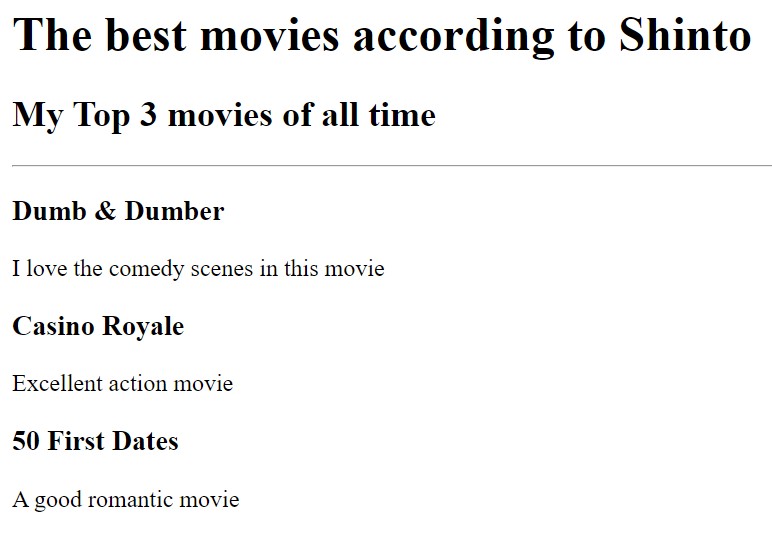 The best movies according to Shinto
My Top 3 movies of all time
Dumb & Dumber
I love the comedy scenes in this movie
Casino Royale
Excellent action movie
50 First Dates
A good romantic movie